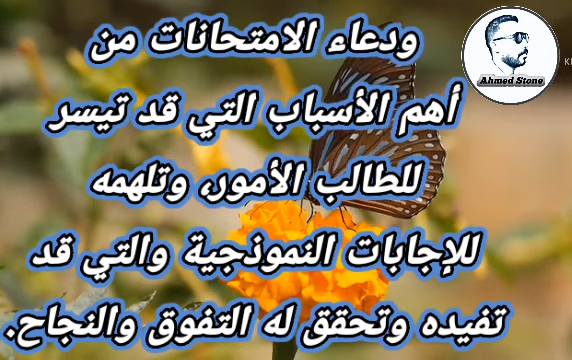 Ahmed Stone
ودعاء الامتحانات من
أهم الأسباب التي قد تيسر
للطالب الأمور، وتلهمه
للإجابات النموذجية والتي قد
تفيده وتحقق له التفوق والنجاح.